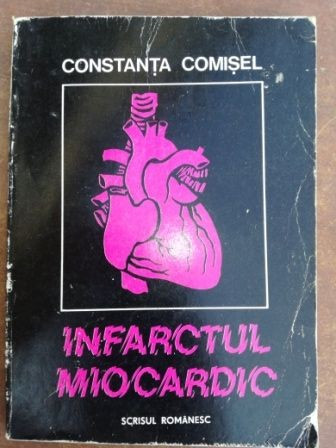 CONSTANȚA COMIȘEL
INFARCTUL
MIOCARDIC
SCRISUL ROMÂNESC